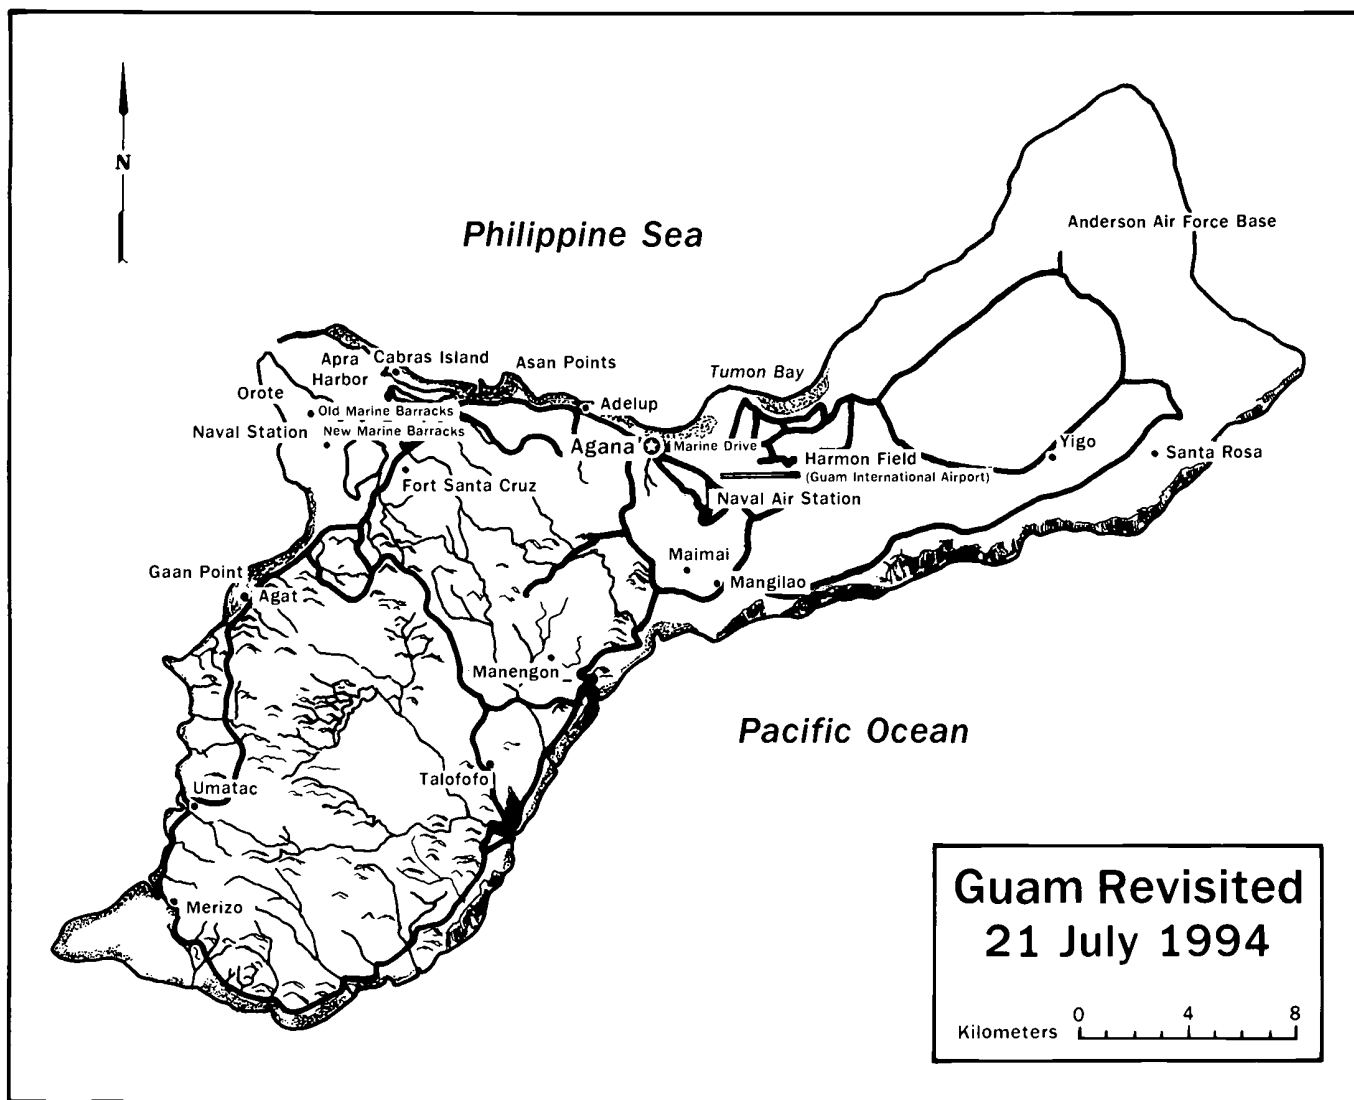 N
Philippine Sea
Anderson Air Force Base
Apra
Harbor
Cabras Island
Asan Points
Tumon Bay
Orote
Adelup
Old Marine Barracks
Naval Station
New Marine Barracks
Agana
Marine Drive
Harmon Field
(Guam International Airport)
Yigo
Santa Rosa
Fort Santa Cruz
Naval Air Station
Maimai
Gaan Point
Mangilao
Agat
Manengon
Pacific Ocean
Talofofo
Umatac
Merizo
Guam Revisited
21 July 1994
0 4 8
Kilometers